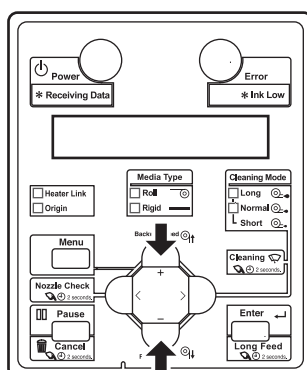 Power
Error
* Receiving Data
* Ink Low
Media Type
Roll
Rigid
Cleaning Mode
Long
Normal
Short
Heater Link
Origin
Menu
Cleaning
2 seconds.
Nozzle Check
2 seconds.
+
< >
−
Pause
Enter
Cancel
2 seconds.
Long Feed
2 seconds.